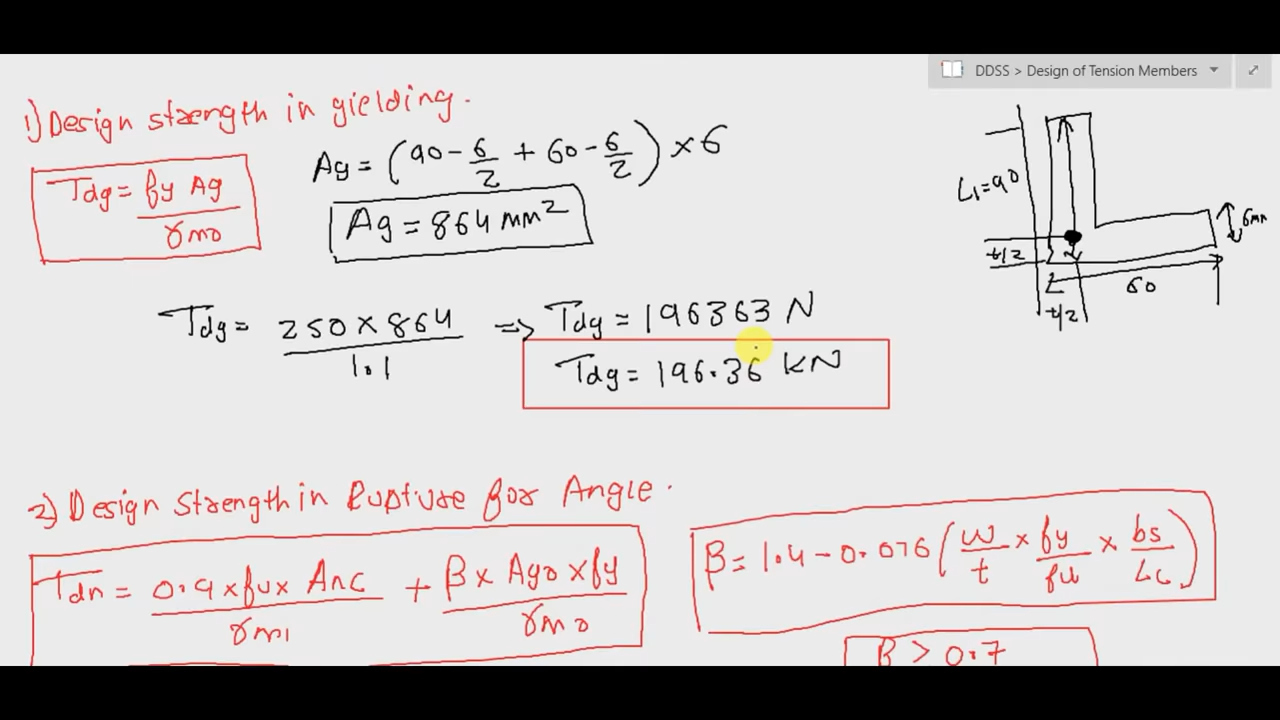 DDSS > Design of Tension Members
1) Design strength in yielding.
Tdg = fy Ag / γm0
Ag = (90 - 6/2 + 60 - 6/2) × 6
Ag = 864 mm²
L1=90
6mm
t/2
60
t/2
Tdg = 250 × 864 / 1.1 => Tdg = 196363 N
Tdg = 196.36 KN
2) Design Strength in Rupture for Angle.
Tdn = 0.9 × fu × Anc / γm1 + β × Ago × fy / γm0
β = 1.4 - 0.076 (w/t × fy/fu × bs/Lc)
β > 0.7